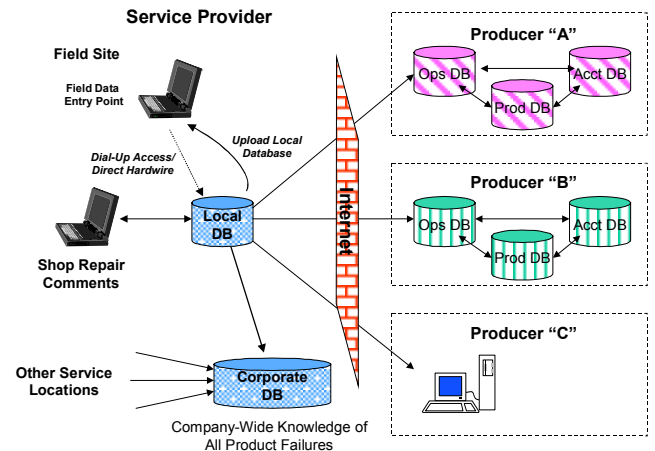 Service Provider
Field Site
Field Data
Entry Point
Upload Local
Database
Dial-Up Access/
Direct Hardwire
Local
DB
Shop Repair
Comments
Other Service
Locations
Corporate
DB
Company-Wide Knowledge of
All Product Failures
Internet
Producer “A”
Ops DB
Acct DB
Prod DB
Producer “B”
Ops DB
Acct DB
Prod DB
Producer “C”